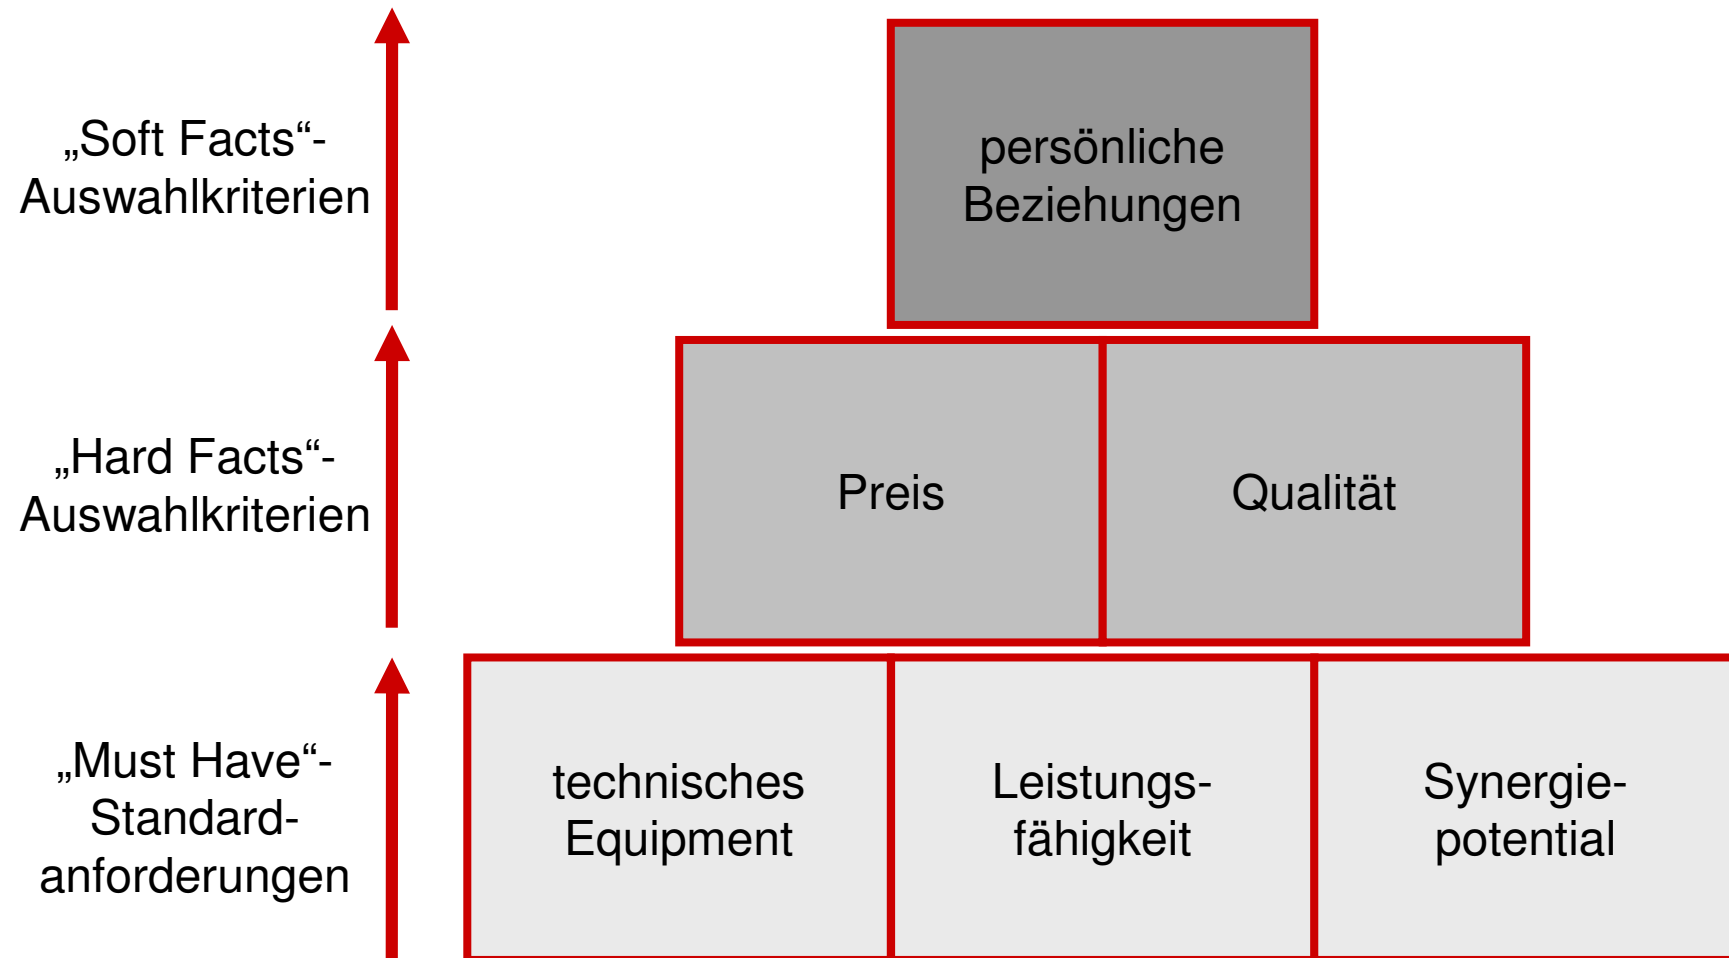 „Soft Facts“-
Auswahlkriterien
persönliche
Beziehungen
„Hard Facts“-
Auswahlkriterien
Preis
Qualität
„Must Have“-
Standard-
anforderungen
technisches
Equipment
Leistungs-
fähigkeit
Synergie-
potential